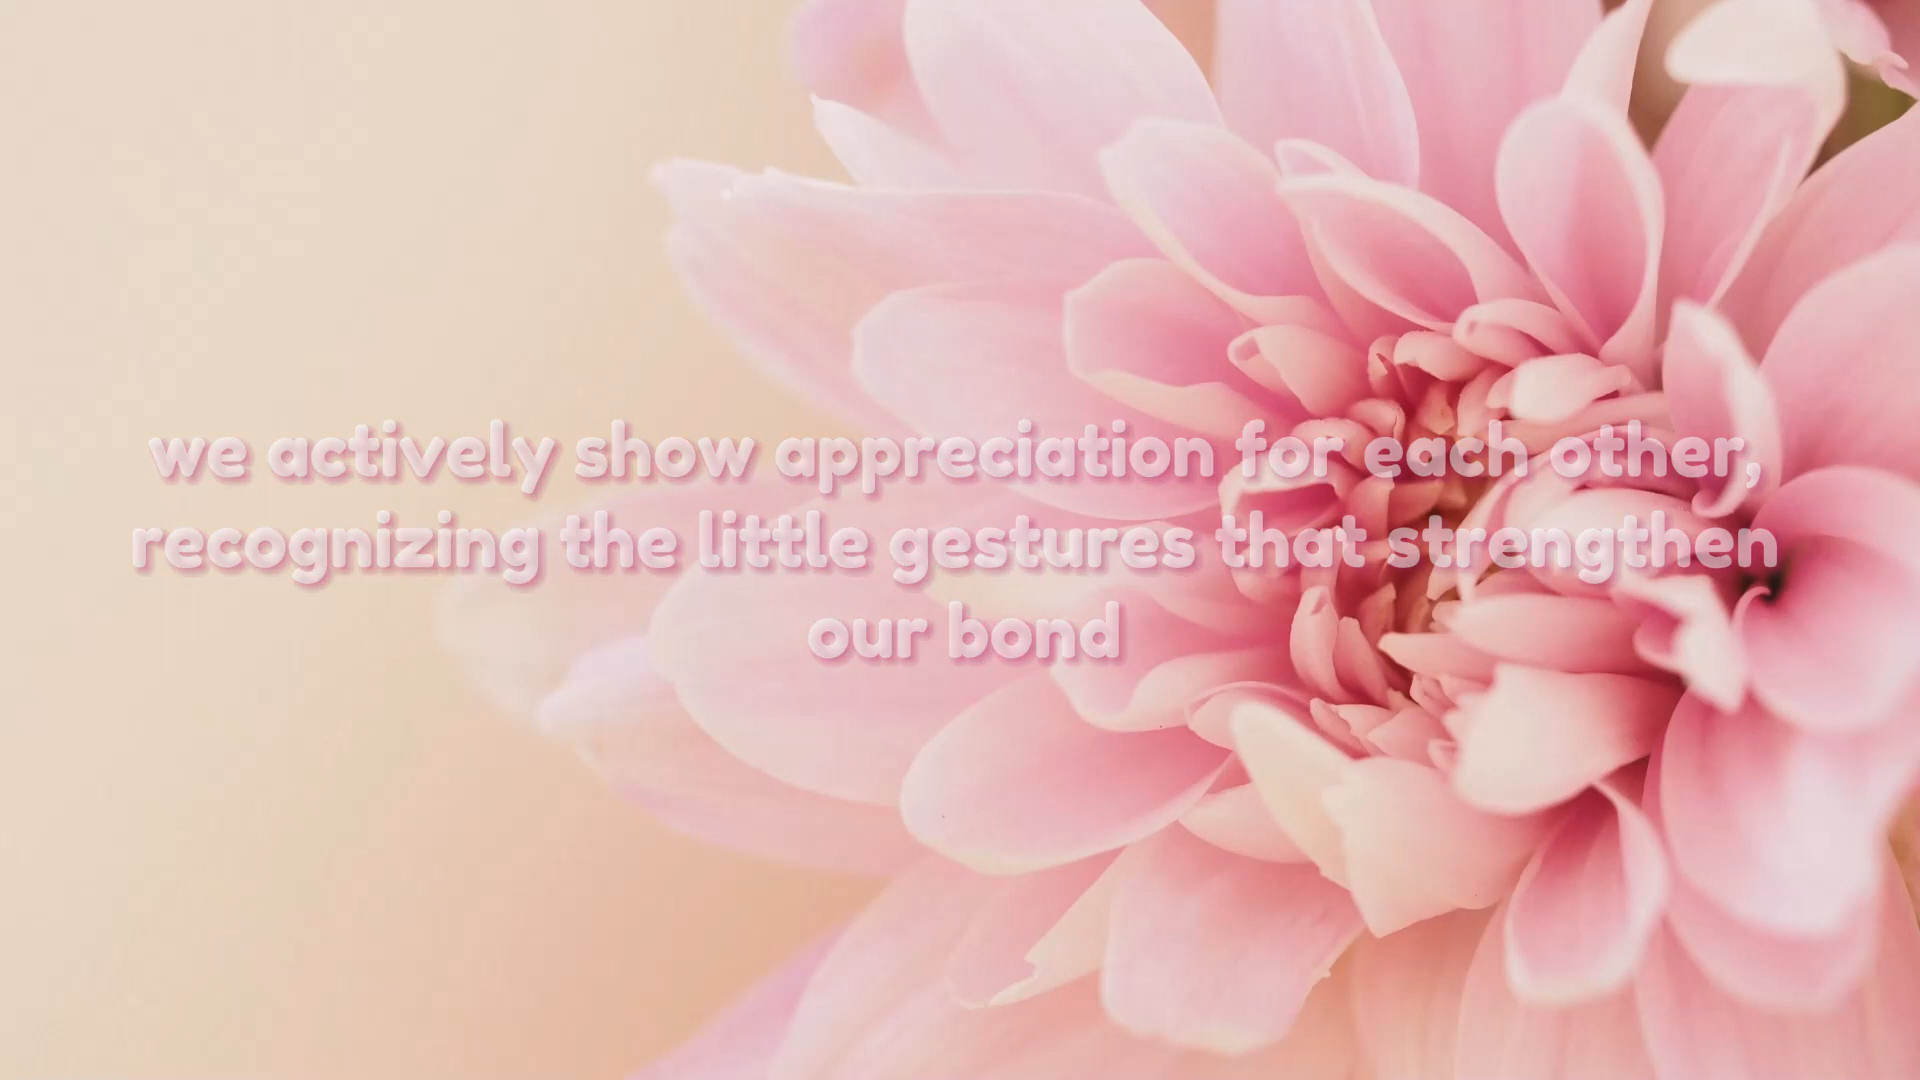 we actively show appreciation for each other,
recognizing the little gestures that strengthen
our bond